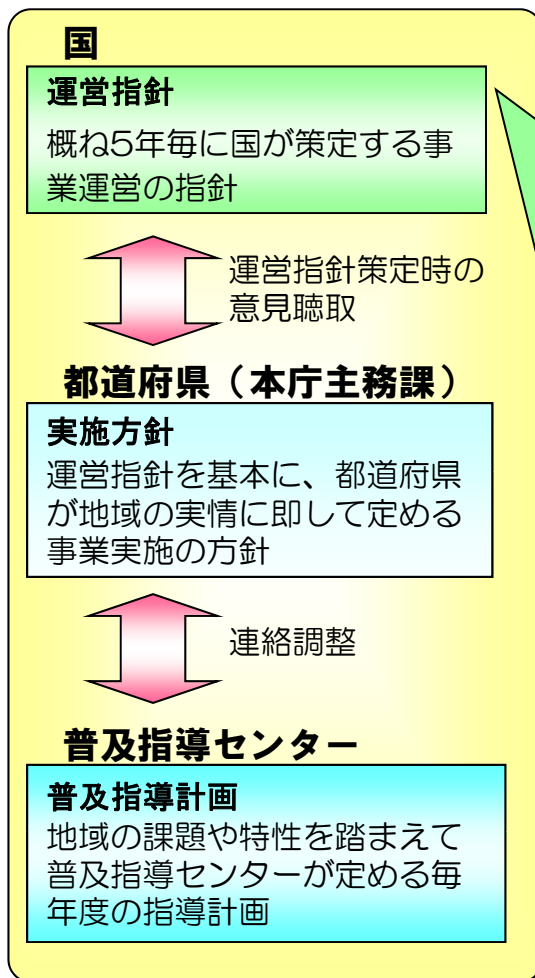 国
運営指針
概ね5年毎に国が策定する事
業運営の指針
運営指針策定時の
意見聴取
都道府県（本庁主務課）
実施方針
運営指針を基本に、都道府県
が地域の実情に即して定める
事業実施の方針
連絡調整
普及指導センター
普及指導計画
地域の課題や特性を踏まえて
普及指導センターが定める毎
年度の指導計画